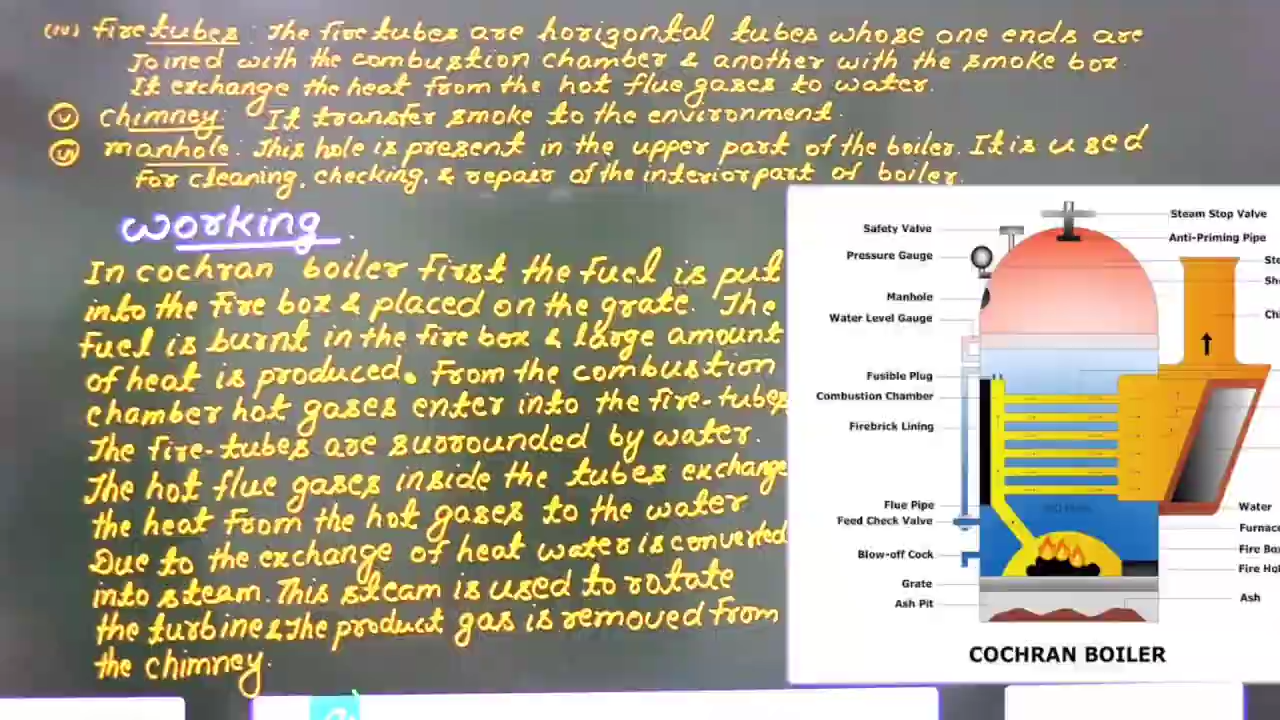 (iv) Fire tubes : The fire tubes are horizontal tubes whose one ends are
Joined with the combustion chamber & another with the smoke box.
It exchange the heat from the hot flue gases to water.
(v) chimney: It transfer smoke to the environment.
(vi) manhole: This hole is present in the upper part of the boiler. It is used
For cleaning, checking, & repair of the interior part of boiler.
working
In cochran boiler first the fuel is put
into the fire box & placed on the grate. The
fuel is burnt in the fire box & large amount
of heat is produced. From the combustion
chamber hot gases enter into the fire-tubes
The fire-tubes are surrounded by water.
The hot flue gases inside the tubes exchange
the heat from the hot gases to the water
Due to the exchange of heat water is converted
into steam. This steam is used to rotate
the turbine & The product gas is removed from
the chimney.
Steam Stop Valve
Safety Valve
Anti-Priming Pipe
Pressure Gauge
Ste
She
Manhole
Water Level Gauge
Chi
Fusible Plug
Combustion Chamber
Firebrick Lining
Flue Pipe
Water
Feed Check Valve
Furnace
Blow-off Cock
Fire Bo
Fire Hol
Grate
Ash Pit
Ash
COCHRAN BOILER